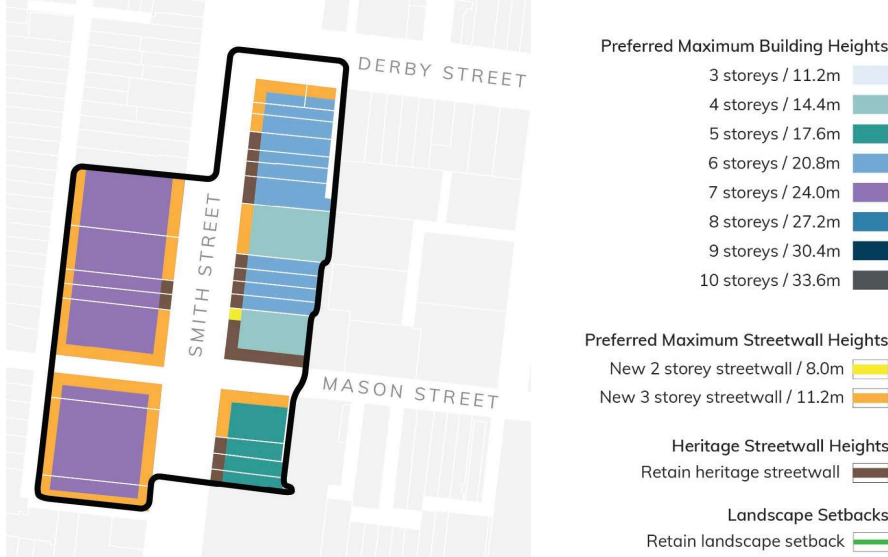 DERBY STREET
SMITH STREET
MASON STREET
Preferred Maximum Building Heights
3 storeys / 11.2m
4 storeys / 14.4m
5 storeys / 17.6m
6 storeys / 20.8m
7 storeys / 24.0m
8 storeys / 27.2m
9 storeys / 30.4m
10 storeys / 33.6m
Preferred Maximum Streetwall Heights
New 2 storey streetwall / 8.0m
New 3 storey streetwall / 11.2m
Heritage Streetwall Heights
Retain heritage streetwall
Landscape Setbacks
Retain landscape setback